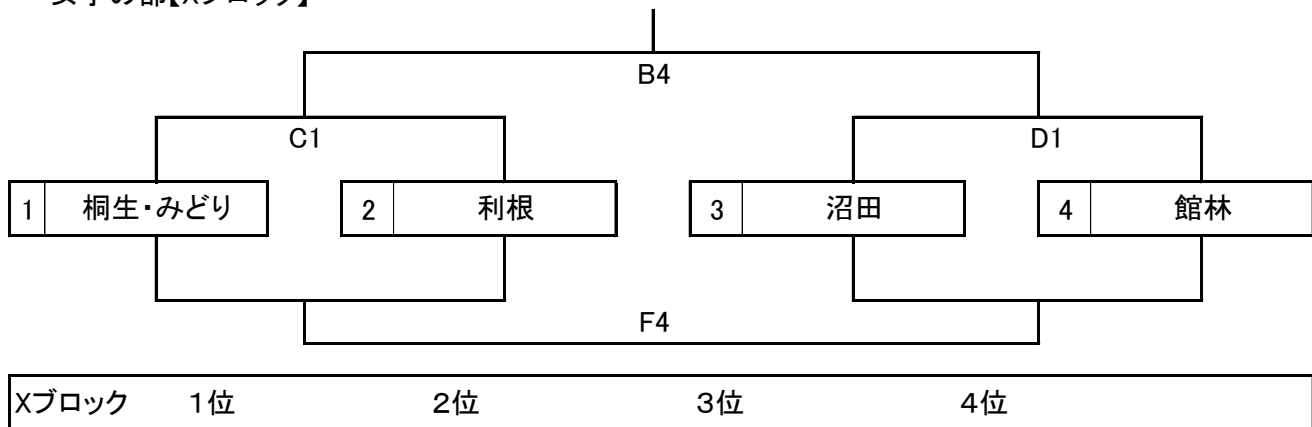 女子の部【Xブロック】
B4
C1 D1
1 桐生・みどり 2 利根 3 沼田 4 館林
F4
Xブロック 1位 2位 3位 4位